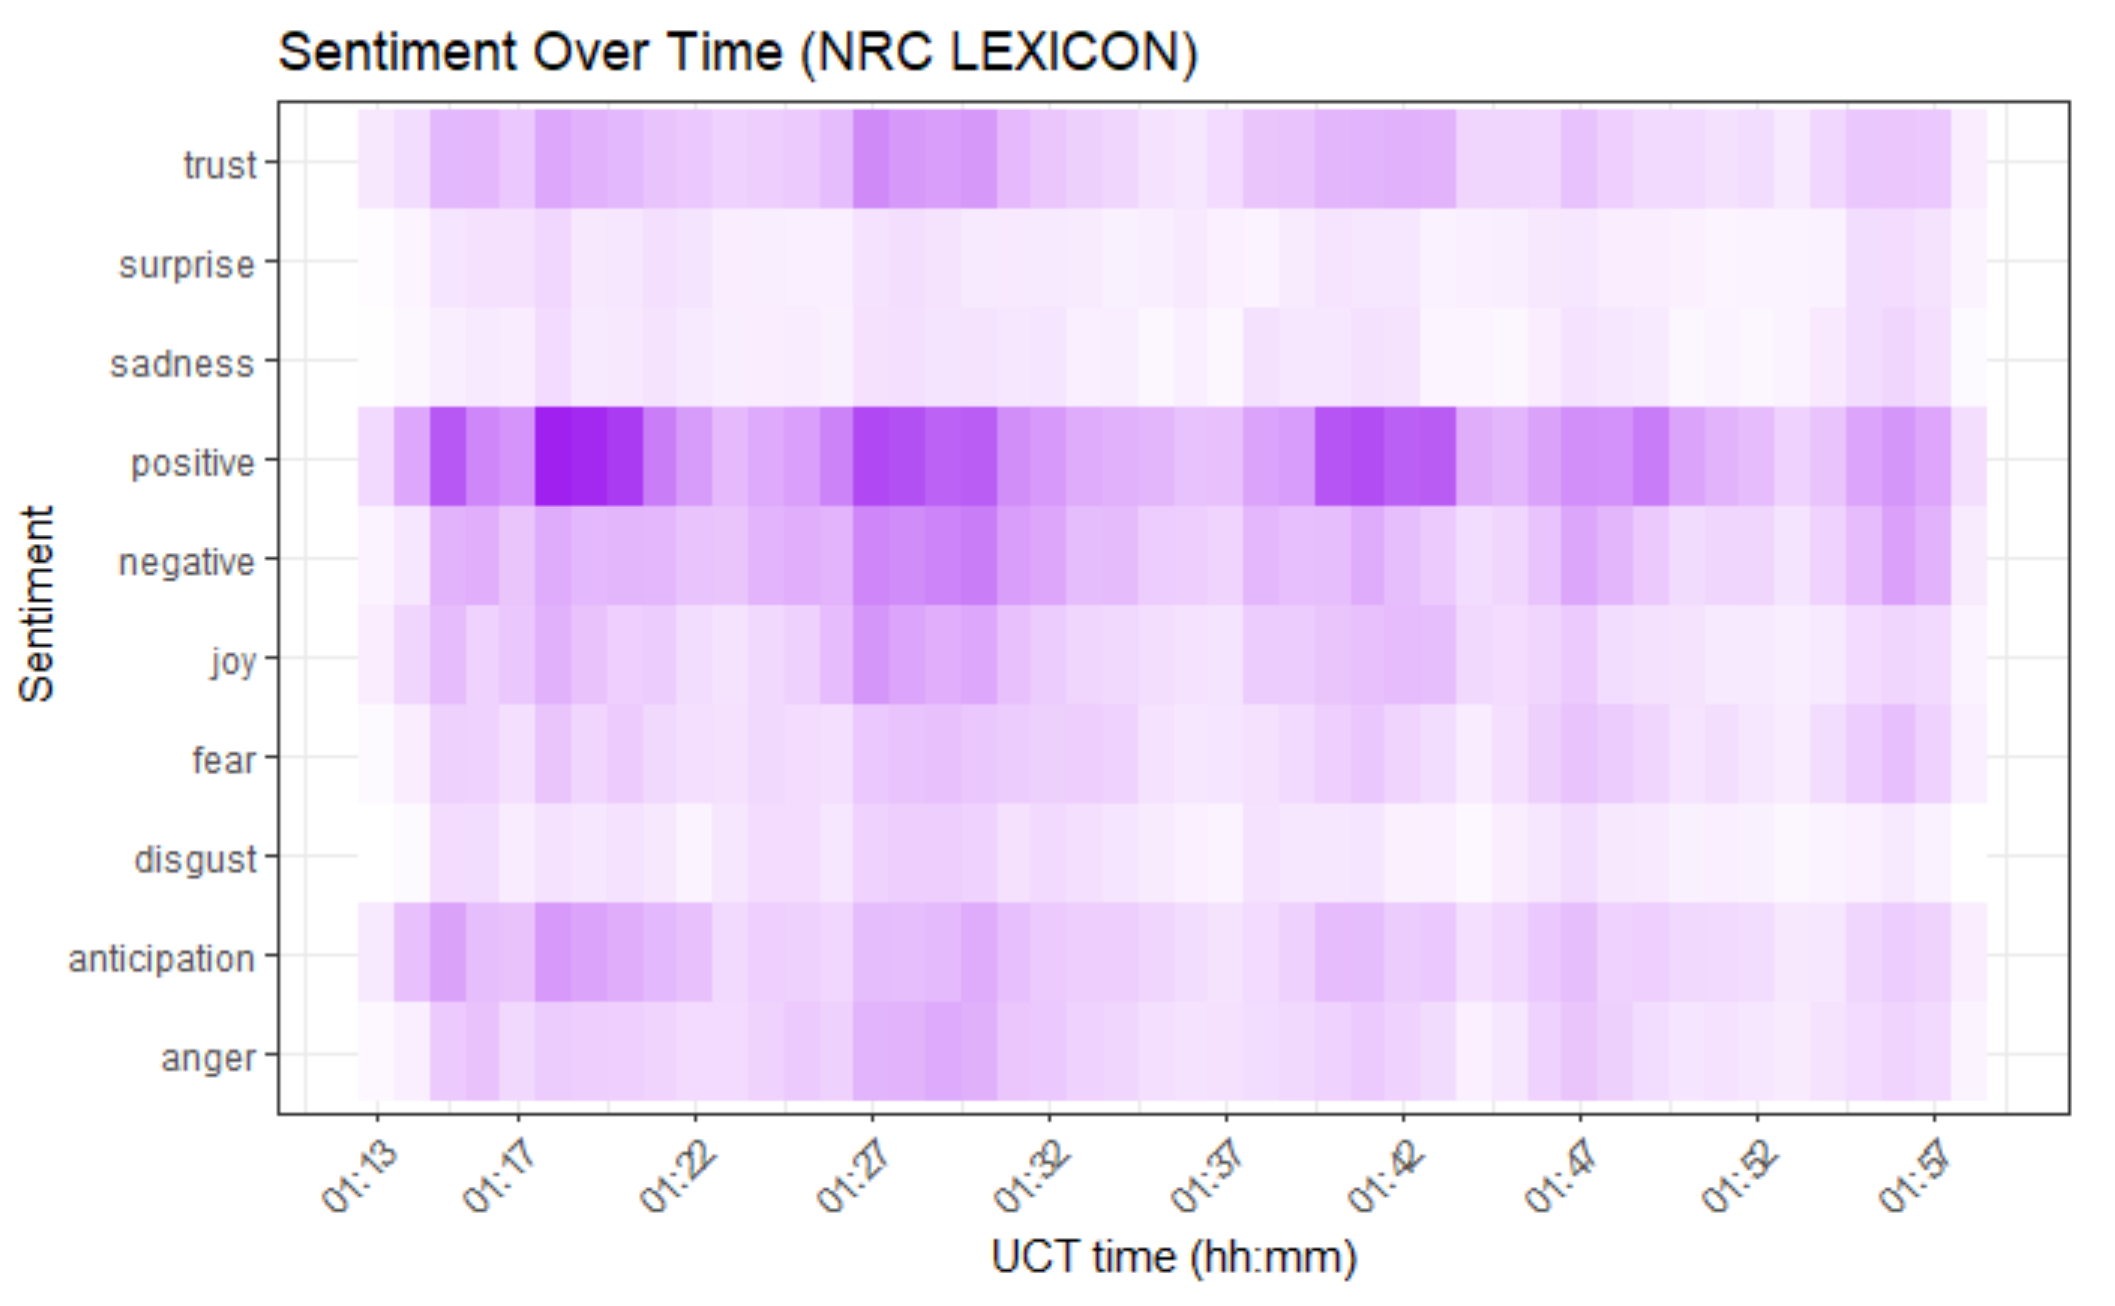 Sentiment Over Time (NRC LEXICON)
Sentiment
trust
surprise
sadness
positive
negative
joy
fear
disgust
anticipation
anger
01:13 01:17 01:22 01:27 01:32 01:37 01:42 01:47 01:52 01:57
UCT time (hh:mm)